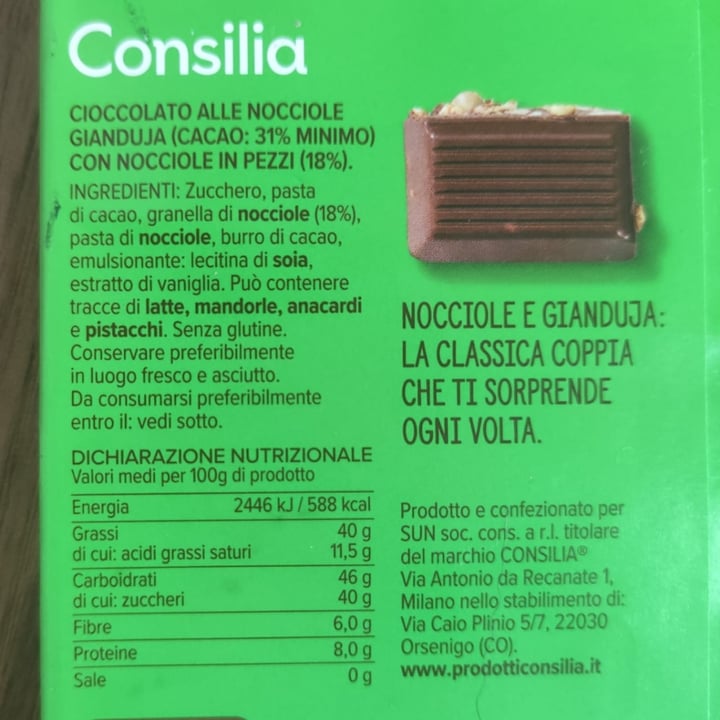 Consilia
CIOCCOLATO ALLE NOCCIOLE
GIANDUJA (CACAO: 31% MINIMO)
CON NOCCIOLE IN PEZZI (18%).
INGREDIENTI: Zucchero, pasta
di cacao, granella di nocciole (18%),
pasta di nocciole, burro di cacao,
emulsionante: lecitina di soia,
estratto di vaniglia. Può contenere
tracce di latte, mandorle, anacardi
e pistacchi. Senza glutine.
Conservare preferibilmente
in luogo fresco e asciutto.
Da consumarsi preferibilmente
entro il: vedi sotto.
DICHIARAZIONE NUTRIZIONALE
Valori medi per 100g di prodotto
Energia 2446 kJ / 588 kcal
Grassi 40 g
di cui: acidi grassi saturi 11,5 g
Carboidrati 46 g
di cui: zuccheri 40 g
Fibre 6,0 g
Proteine 8,0 g
Sale 0 g
NOCCIOLE E GIANDUJA:
LA CLASSICA COPPIA
CHE TI SORPRENDE
OGNI VOLTA.
Prodotto e confezionato per
SUN soc. cons. a r.l. titolare
del marchio CONSILIA®
Via Antonio da Recanate 1,
Milano nello stabilimento di:
Via Caio Plinio 5/7, 22030
Orsenigo (CO).
www.prodotticonsilia.it